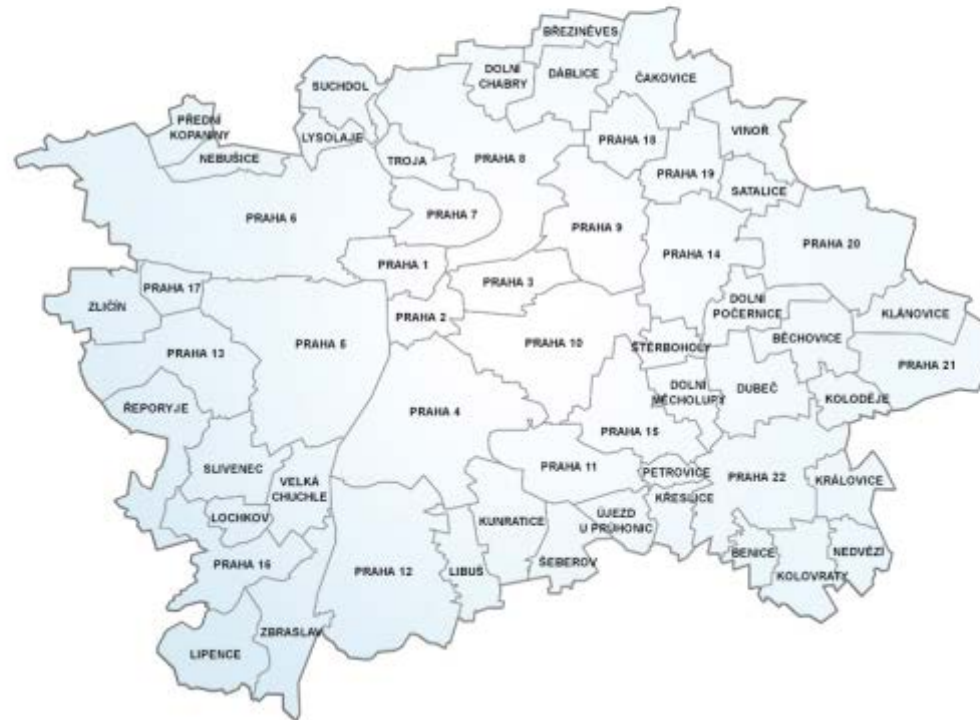 BŘEZINĚVES
DOLNÍ
CHABRY
ĎÁBLICE
ČAKOVICE
SUCHDOL
PŘEDNÍ
KOPANINY
LYSOLAJE
NEBUŠICE
TROJA
PRAHA 8
PRAHA 18
VINOŘ
PRAHA 19
SATALICE
PRAHA 6
PRAHA 7
PRAHA 9
PRAHA 20
PRAHA 14
PRAHA 1
PRAHA 3
PRAHA 17
ZLIČÍN
PRAHA 2
DOLNÍ
POČERNICE
KLÁNOVICE
BĚCHOVICE
PRAHA 13
PRAHA 5
PRAHA 10
ŠTĚRBOHOLY
PRAHA 21
DOLNÍ
MĚCHOLUPY
DUBEČ
KOLODĚJE
ŘEPORYJE
PRAHA 4
PRAHA 15
SLIVENEC
VELKÁ
CHUCHLE
PRAHA 11
PETROVICE
PRAHA 22
KRÁLOVICE
KŘESLICE
LOCHKOV
KUNRATICE
ÚJEZD
U PRŮHONIC
BENICE
NEDVĚZÍ
PRAHA 16
PRAHA 12
LIBUŠ
ŠEBEROV
KOLOVRATY
ZBRASLAV
LIPENCE